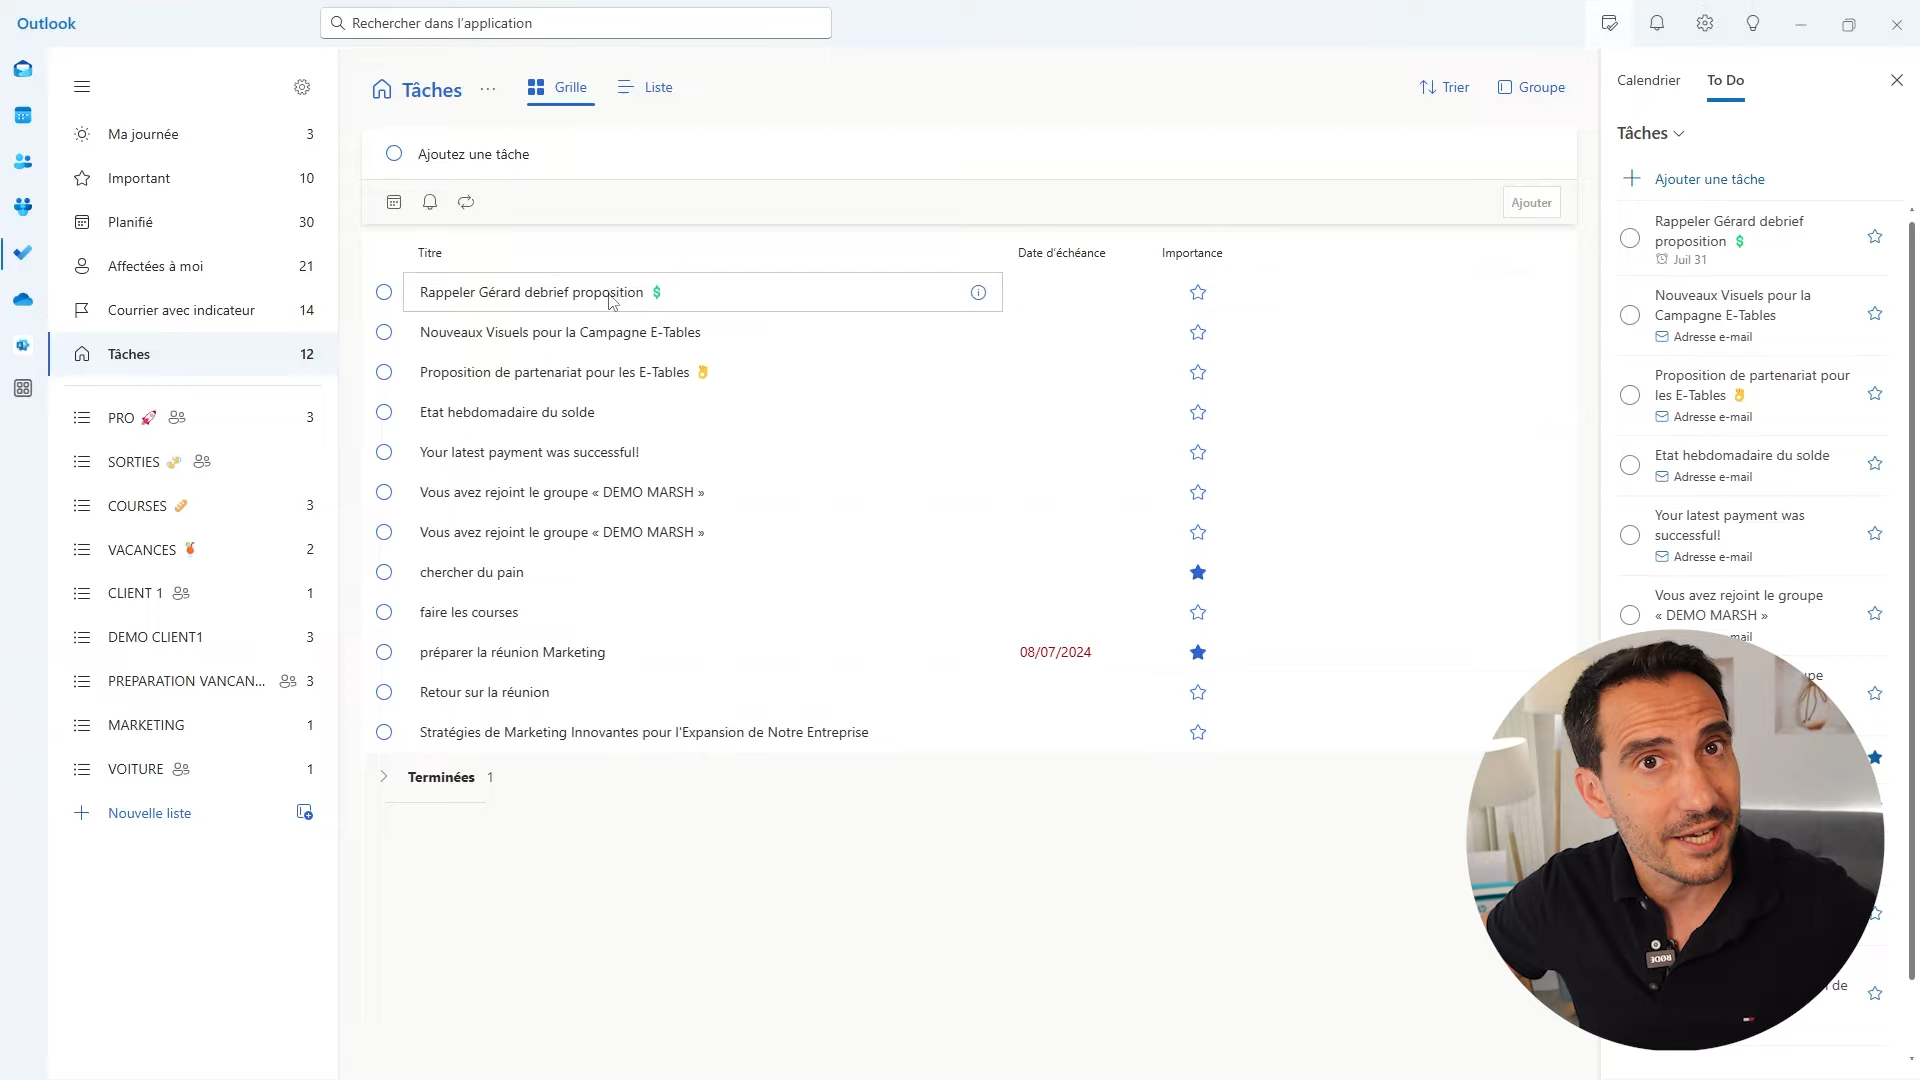 Outlook
Rechercher dans l'application
Ma journée 3
Important 10
Planifié 30
Affectées à moi 21
Courrier avec indicateur 14
Tâches 12
PRO 🚀 3
SORTIES
COURSES 🥖 3
VACANCES 🍹 2
CLIENT 1 1
DEMO CLIENT1 3
PREPARATION VANCAN... 3
MARKETING 1
VOITURE 1
Nouvelle liste
Tâches ... Grille Liste Trier Groupe
Ajoutez une tâche
Ajouter
Titre Date d'échéance Importance
Rappeler Gérard debrief proposition 💲
Nouveaux Visuels pour la Campagne E-Tables
Proposition de partenariat pour les E-Tables 👌
Etat hebdomadaire du solde
Your latest payment was successful!
Vous avez rejoint le groupe « DEMO MARSH »
Vous avez rejoint le groupe « DEMO MARSH »
chercher du pain
faire les courses
préparer la réunion Marketing 08/07/2024
Retour sur la réunion
Stratégies de Marketing Innovantes pour l'Expansion de Notre Entreprise
Terminées 1
Calendrier To Do
Tâches
Ajouter une tâche
Rappeler Gérard debrief
proposition 💲
Juil 31
Nouveaux Visuels pour la
Campagne E-Tables
Adresse e-mail
Proposition de partenariat pour
les E-Tables 👌
Adresse e-mail
Etat hebdomadaire du solde
Adresse e-mail
Your latest payment was
successful!
Adresse e-mail
Vous avez rejoint le groupe
« DEMO MARSH »
de
RØDE